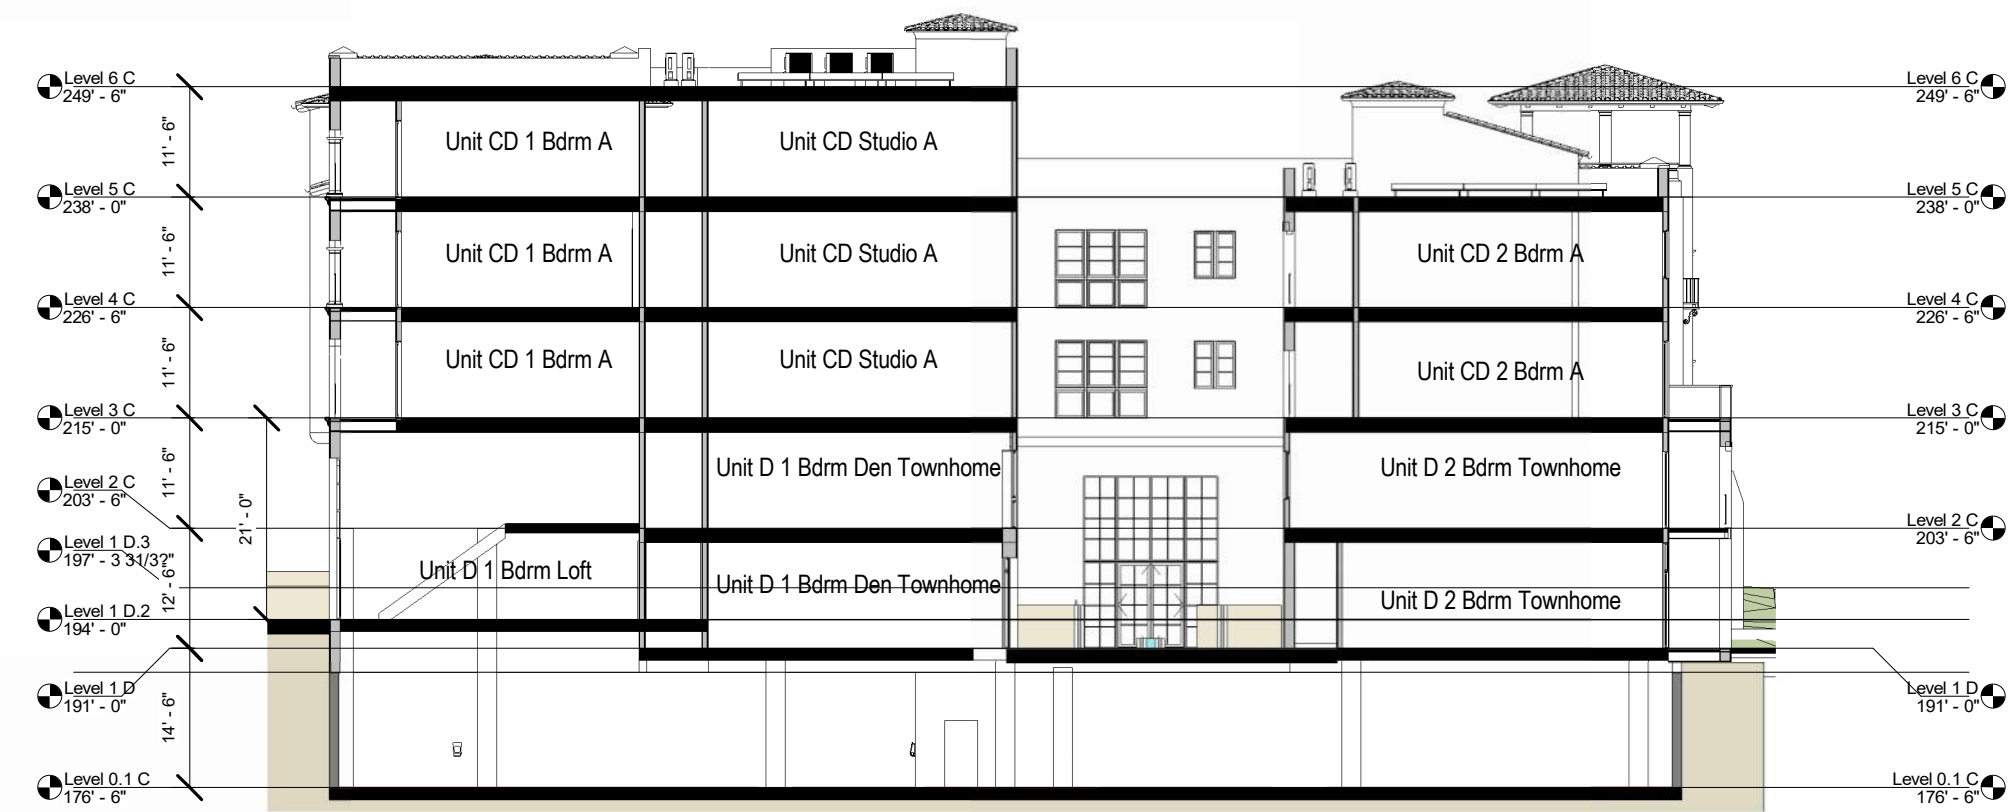 Level 6 C
249' - 6"
Level 6 C
249' - 6"
11' - 6"
Unit CD 1 Bdrm A
Unit CD Studio A
Level 5 C
238' - 0"
Level 5 C
238' - 0"
11' - 6"
Unit CD 1 Bdrm A
Unit CD Studio A
Unit CD 2 Bdrm A
Level 4 C
226' - 6"
Level 4 C
226' - 6"
11' - 6"
Unit CD 1 Bdrm A
Unit CD Studio A
Unit CD 2 Bdrm A
Level 3 C
215' - 0"
Level 3 C
215' - 0"
11' - 6"
Unit D 1 Bdrm Den Townhome
Unit D 2 Bdrm Townhome
Level 2 C
203' - 6"
21' - 0"
Level 2 C
203' - 6"
Level 1 D.3
197' - 3 31/32"
12' - 6"
Unit D 1 Bdrm Loft
Unit D 1 Bdrm Den Townhome
Unit D 2 Bdrm Townhome
Level 1 D.2
194' - 0"
Level 1 D
191' - 0"
Level 1 D
191' - 0"
14' - 6"
Level 0.1 C
176' - 6"
Level 0.1 C
176' - 6"